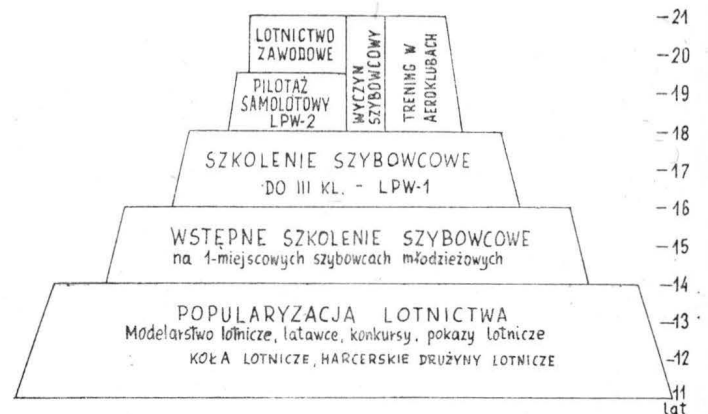 LOTNICTWO
ZAWODOWE
PILOTAŻ
SAMOLOTOWY
LPW-2
WYCZYN
SZYBOWCOWY
TRENING W
AEROKLUBACH
SZKOLENIE SZYBOWCOWE
DO III KL. - LPW-1
WSTĘPNE SZKOLENIE SZYBOWCOWE
na 1-miejscowych szybowcach młodzieżowych
POPULARYZACJA LOTNICTWA
Modelarstwo lotnicze, latawce, konkursy, pokazy lotnicze
KOŁA LOTNICZE, HARCERSKIE DRUŻYNY LOTNICZE
-21
-20
-19
-18
-17
-16
-15
-14
-13
-12
11
lat